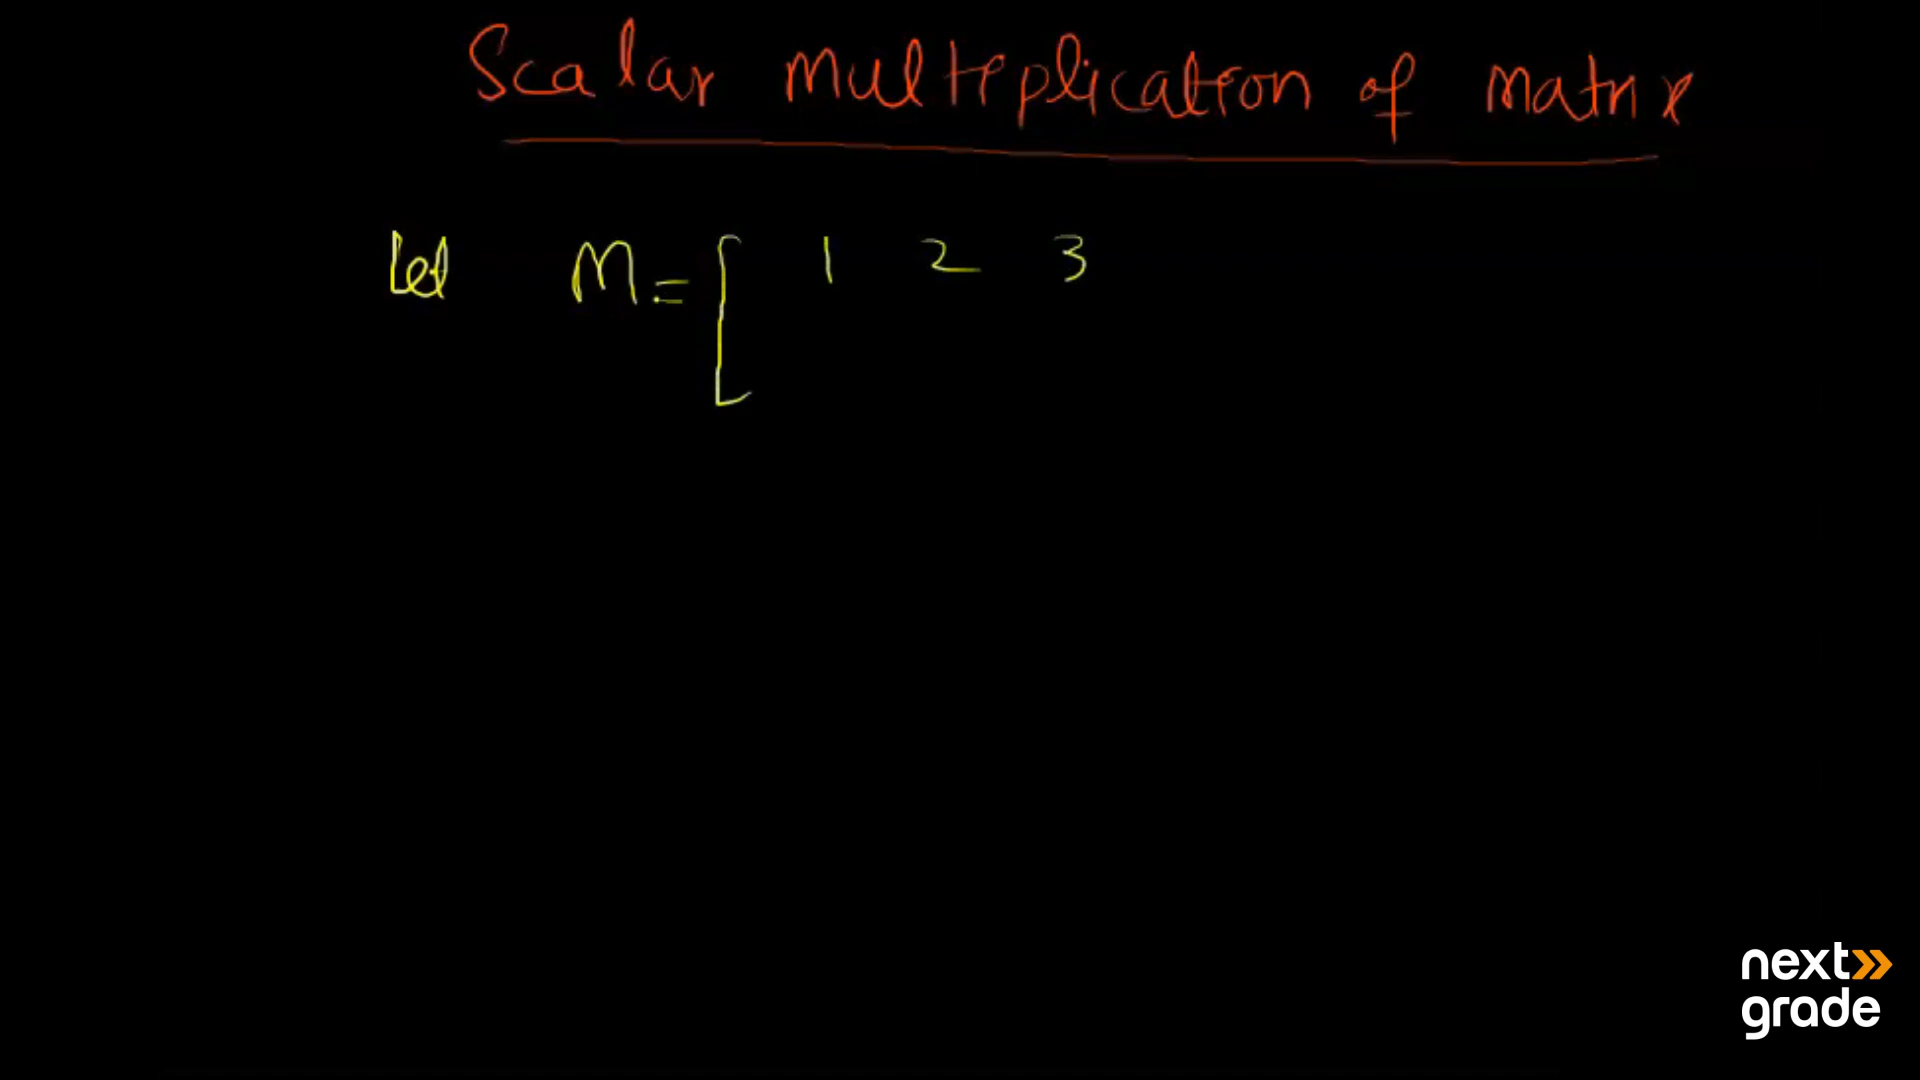 Scalar multiplication of matrix
let M = [ 1 2 3
next
grade